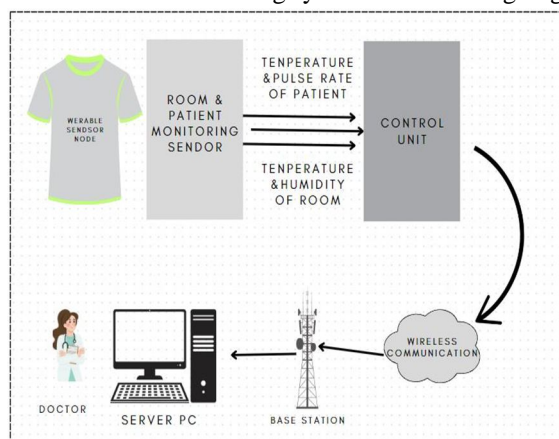 TENPERATURE
&PULSE RATE
OF PATIENT
WERABLE
SENDSOR
NODE
ROOM &
PATIENT
MONITORING
SENDOR
CONTROL
UNIT
TENPERATURE
&HUMIDITY
OF ROOM
WIRELESS
COMMUNICATION
DOCTOR
SERVER PC
BASE STATION